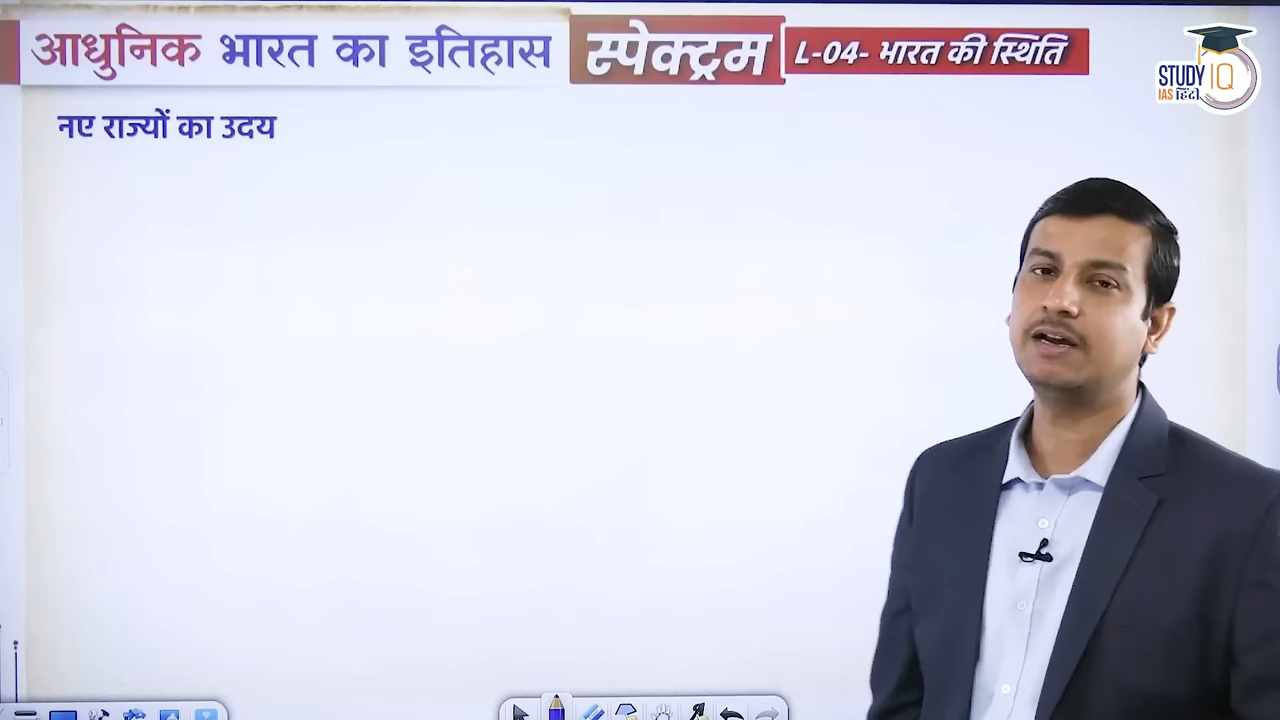 आधुनिक भारत का इतिहास स्पेक्ट्रम L-04- भारत की स्थिति
STUDY IQ
IAS हिंदी
नए राज्यों का उदय